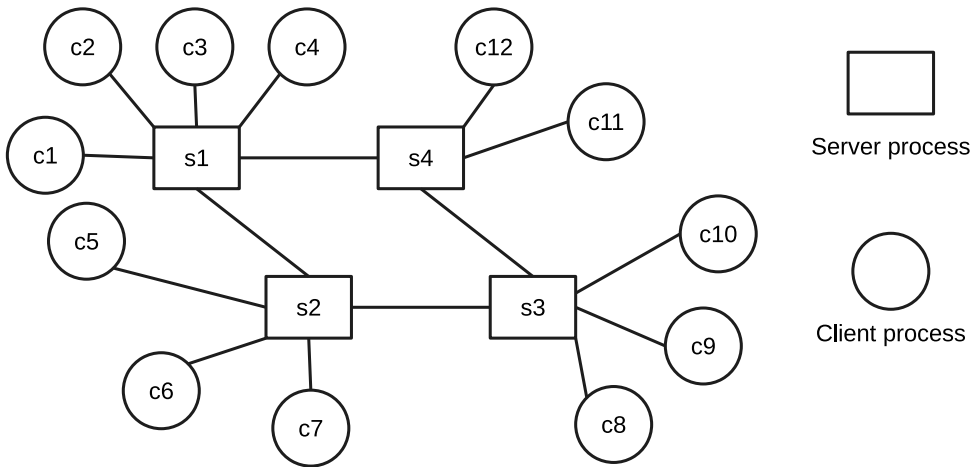 c2
c3
c4
c12
c11
c1
s1
s4
Server process
c5
c10
s2
s3
Client process
c9
c6
c7
c8